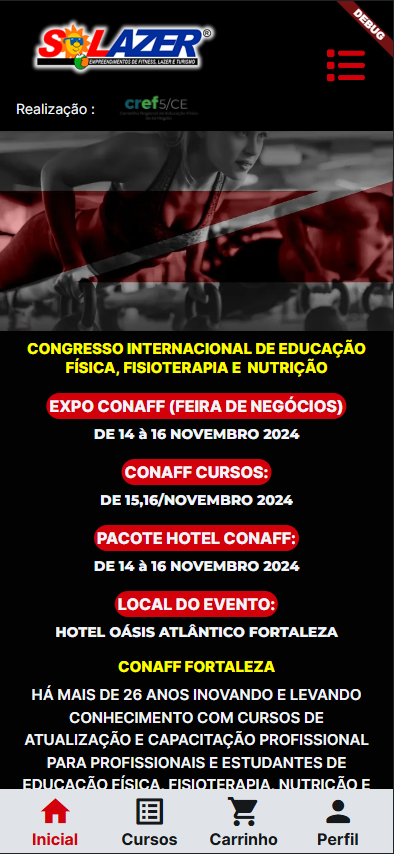 DEBUG
SOLAZER®
EMPREENDIMENTOS DE FITNESS, LAZER E TURISMO
Realização :
cref5/CE
CONGRESSO INTERNACIONAL DE EDUCAÇÃO
FÍSICA, FISIOTERAPIA E NUTRIÇÃO
EXPO CONAFF (FEIRA DE NEGÓCIOS)
DE 14 à 16 NOVEMBRO 2024
CONAFF CURSOS:
DE 15,16/NOVEMBRO 2024
PACOTE HOTEL CONAFF:
DE 14 à 16 NOVEMBRO 2024
LOCAL DO EVENTO:
HOTEL OÁSIS ATLÂNTICO FORTALEZA
CONAFF FORTALEZA
HÁ MAIS DE 26 ANOS INOVANDO E LEVANDO
CONHECIMENTO COM CURSOS DE
ATUALIZAÇÃO E CAPACITAÇÃO PROFISSIONAL
PARA PROFISSIONAIS E ESTUDANTES DE
EDUCAÇÃO FÍSICA, FISIOTERAPIA, NUTRIÇÃO E
Inicial
Cursos
Carrinho
Perfil